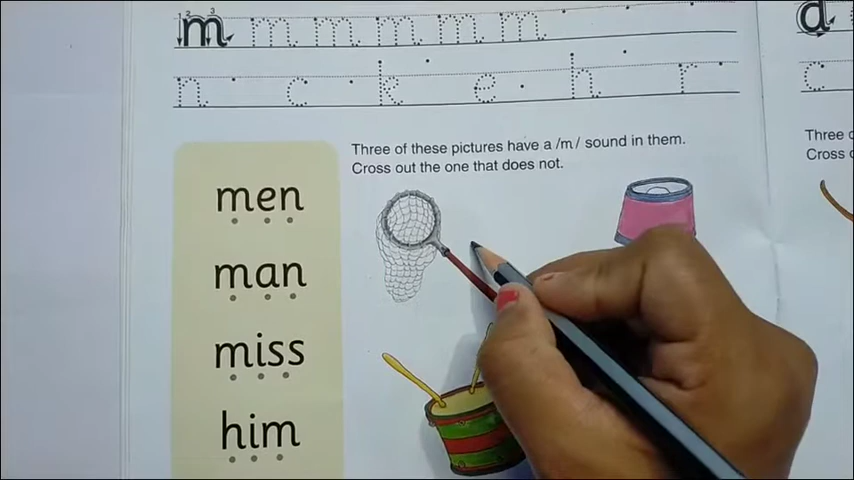 m m m m m m
n c k e h r
Three of these pictures have a /m/ sound in them.
Cross out the one that does not.
men
man
miss
him
d
c
Three
Cross